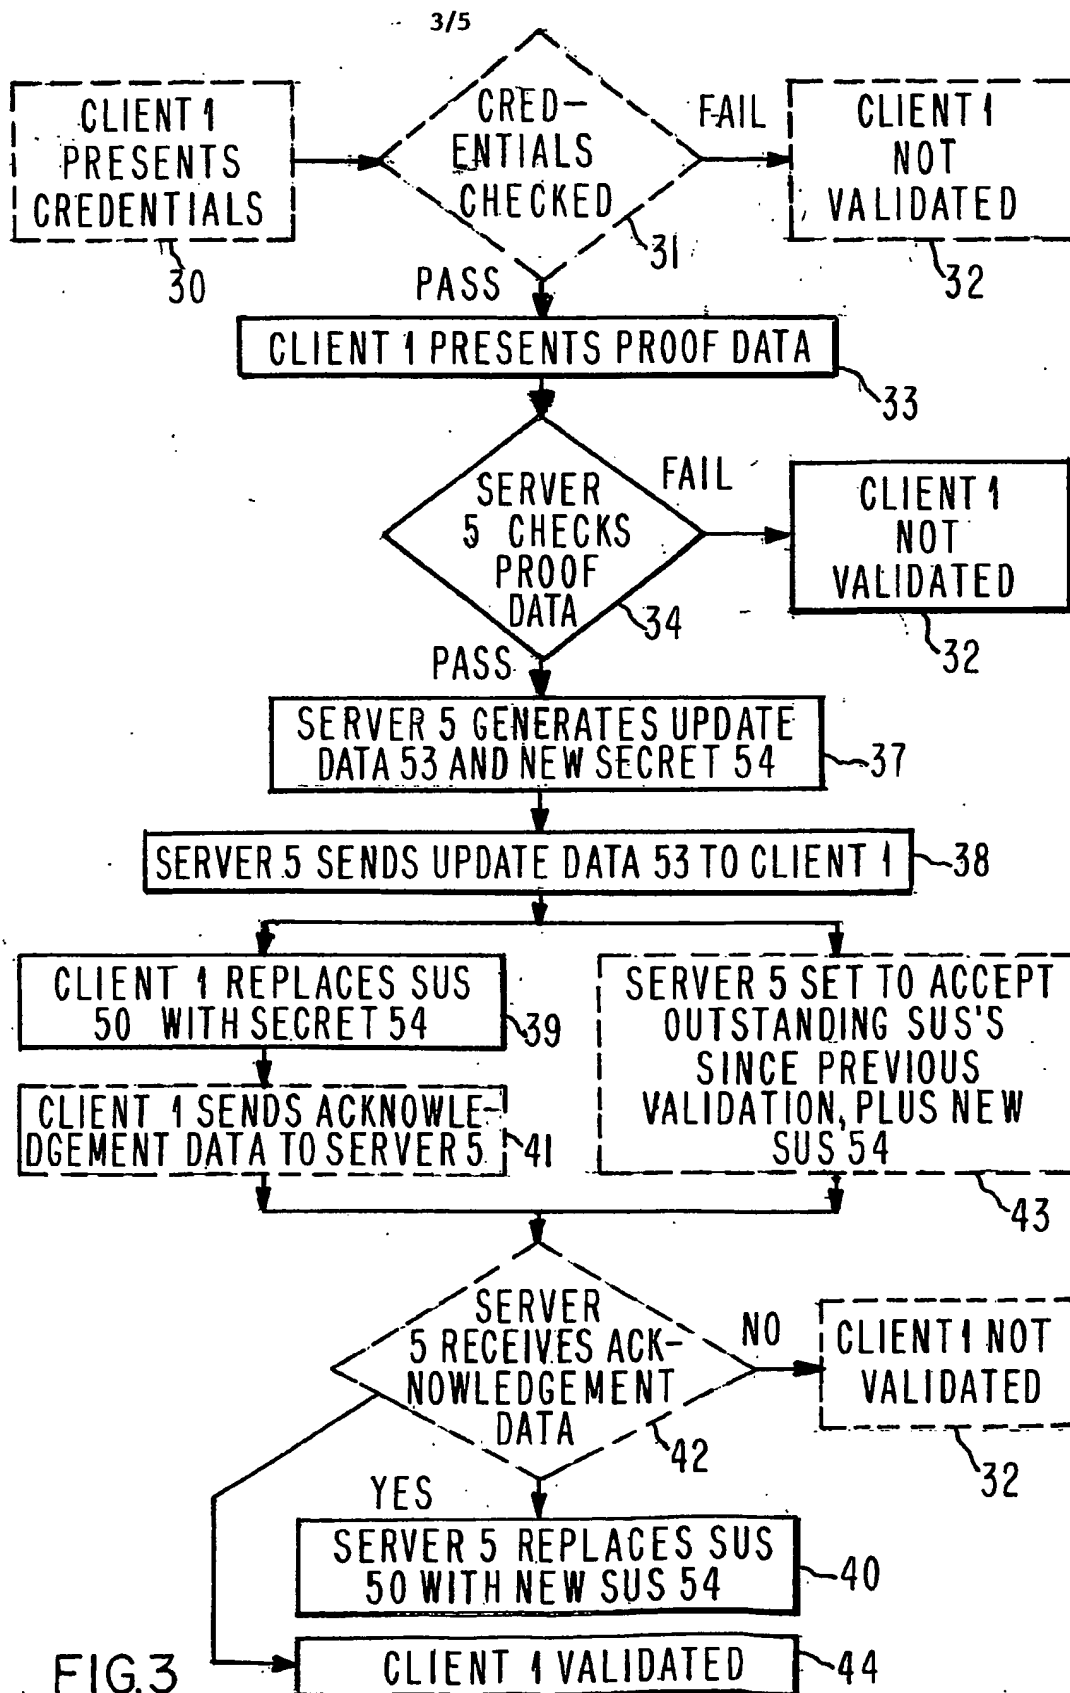 3/5
CLIENT 1
PRESENTS
CREDENTIALS
30
CRED-
ENTIALS
CHECKED
31
FAIL
CLIENT 1
NOT
VALIDATED
32
PASS
CLIENT 1 PRESENTS PROOF DATA
33
SERVER
5 CHECKS
PROOF
DATA
34
FAIL
CLIENT 1
NOT
VALIDATED
32
PASS
SERVER 5 GENERATES UPDATE
DATA 53 AND NEW SECRET 54
37
SERVER 5 SENDS UPDATE DATA 53 TO CLIENT 1
38
CLIENT 1 REPLACES SUS
50 WITH SECRET 54
39
CLIENT 1 SENDS ACKNOWLE-
DGEMENT DATA TO SERVER 5
41
SERVER 5 SET TO ACCEPT
OUTSTANDING SUS'S
SINCE PREVIOUS
VALIDATION, PLUS NEW
SUS 54
43
SERVER
5 RECEIVES ACK-
NOWLEDGEMENT
DATA
42
NO
CLIENT 1 NOT
VALIDATED
32
YES
SERVER 5 REPLACES SUS
50 WITH NEW SUS 54
40
CLIENT 1 VALIDATED
44
FIG.3